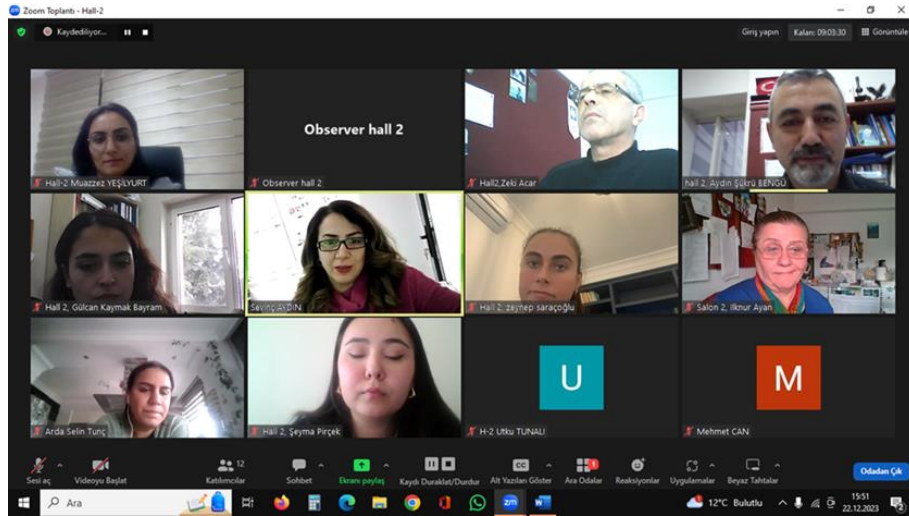 Zoom Toplantı - Hall-2
Kaydediliyor...
Giriş yapın
Kalan: 09:03:30
Görüntüle
Hall-2 Muazzez YEŞİLYURT
Observer hall 2
Observer hall 2
Hall2,Zeki Acar
hall 2, Aydın Şükrü BENGÜ
Hall 2, Gülcan Kaymak Bayram
Sevinç AYDIN
Hall 2. zeynep saraçoğlu
Salon 2, Ilknur Ayan
Arda Selin Tunç
Hall 2, Şeyma Pirçek
U
H-2 Utku TUNALI
M
Mehmet CAN
Sesi aç
Videoyu Başlat
12
Katılımcılar
Sohbet
Ekranı paylaş
Kaydı Duraklat/Durdur
CC
Alt Yazıları Göster
1
Ara Odalar
Reaksiyonlar
Uygulamalar
Beyaz Tahtalar
Odadan Çık
Ara
zm
12°C Bulutlu
15:51
22.12.2023